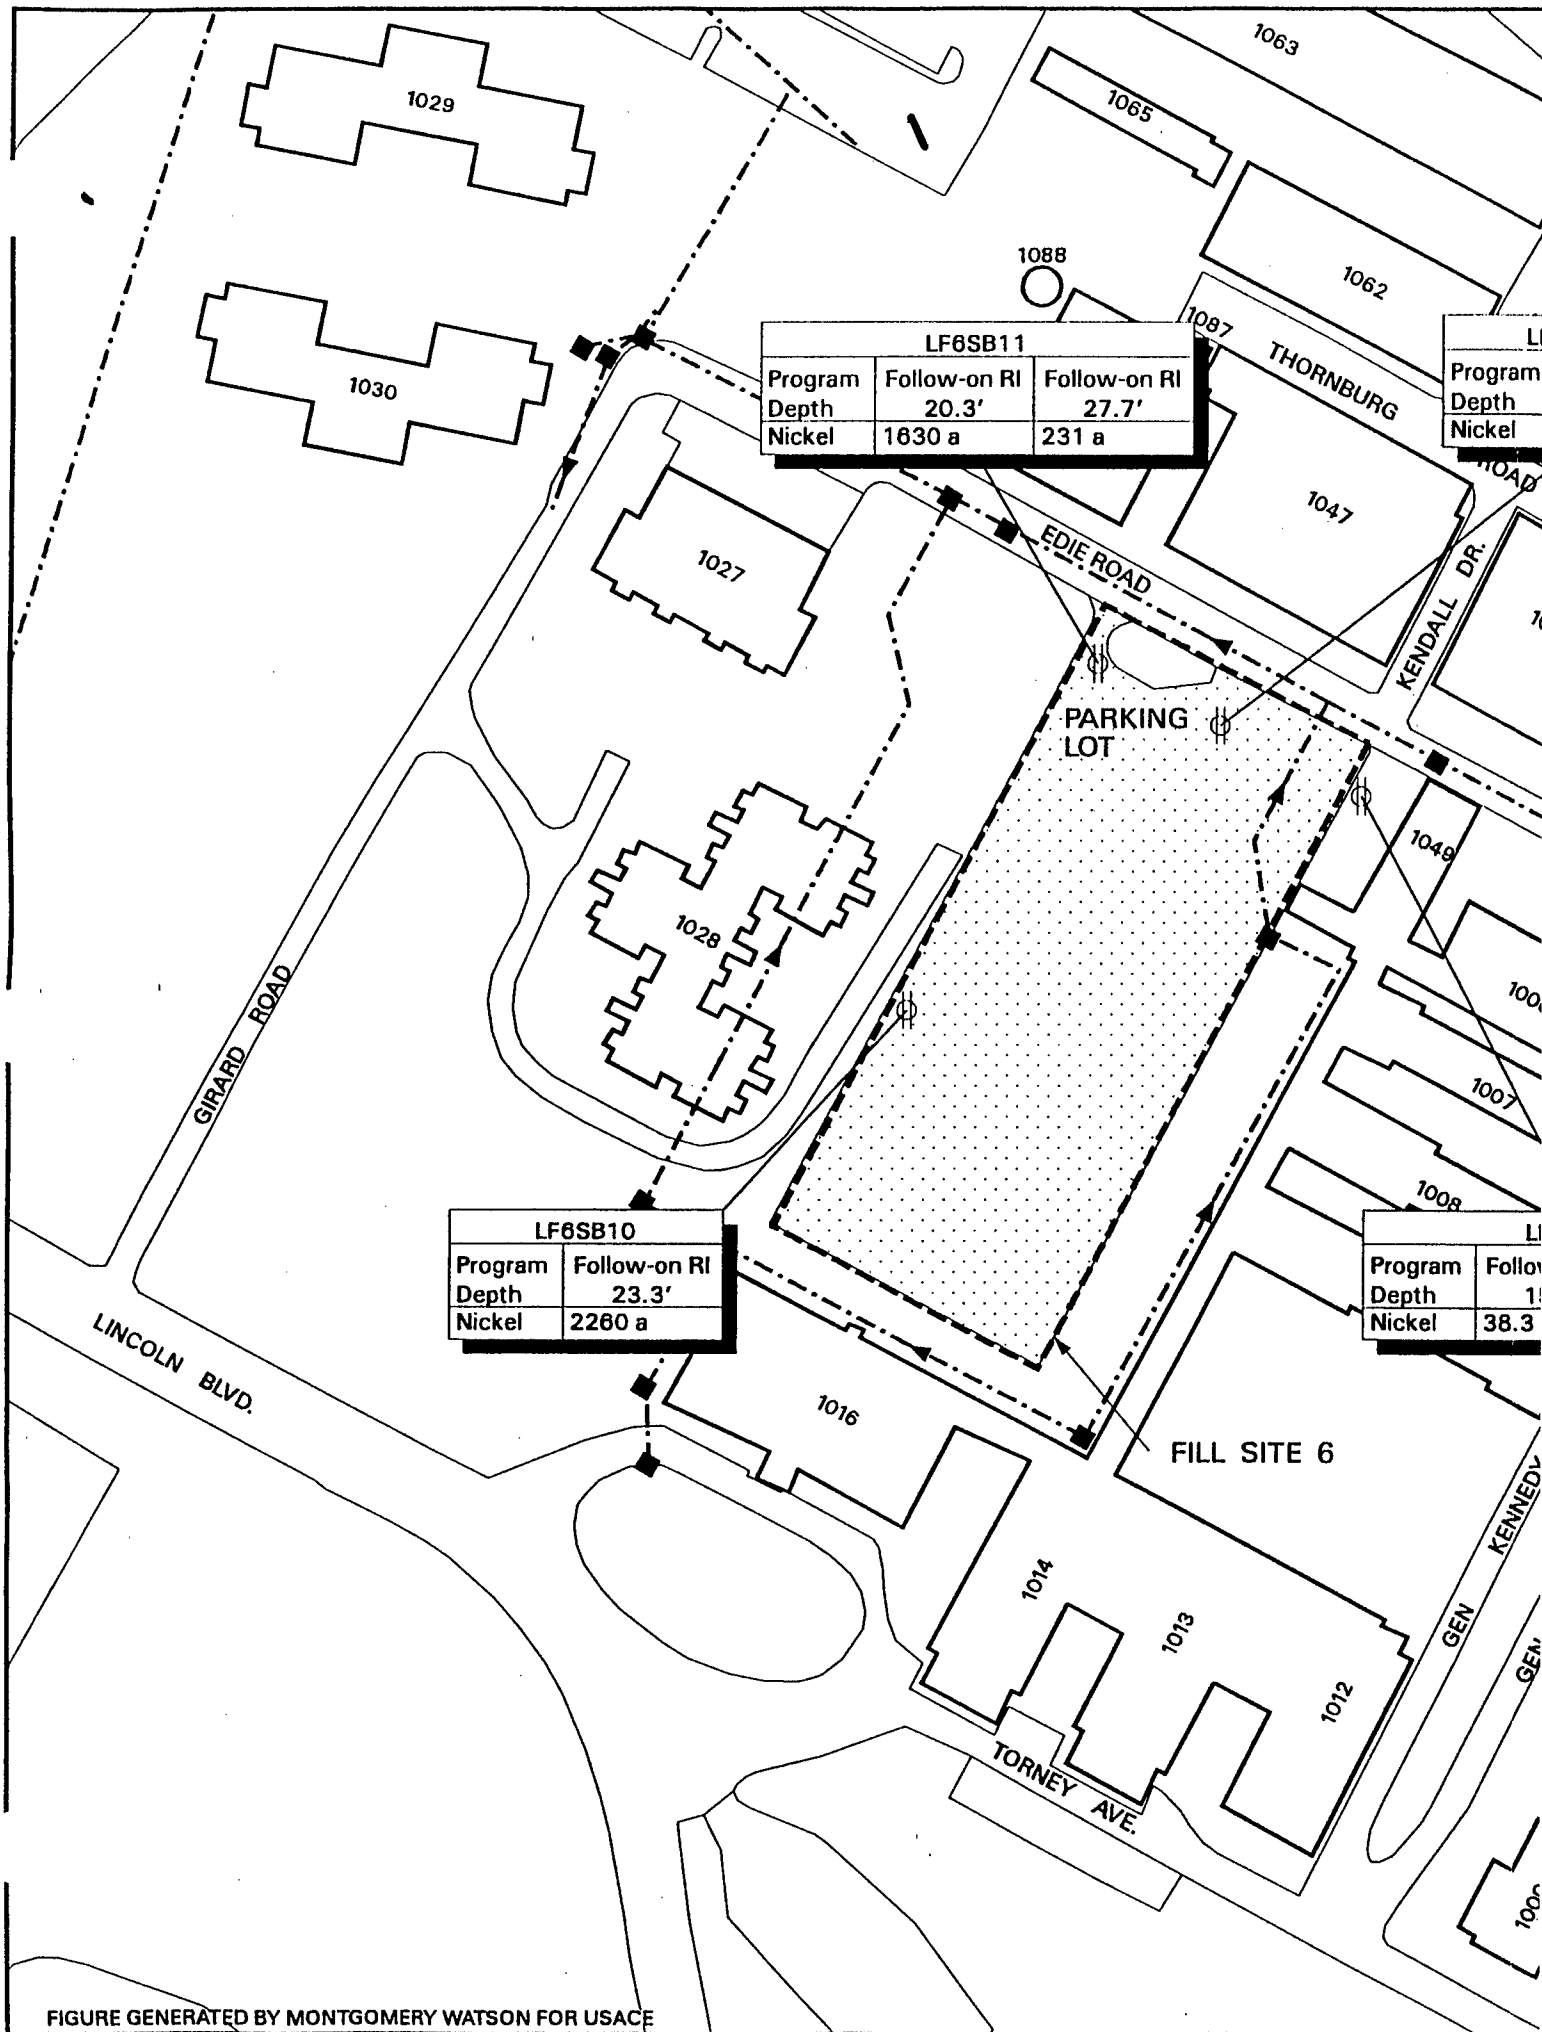 1063
1029
1065
1088
1062
1087
THORNBURG
ROAD
LF6SB11
Program Follow-on RI Follow-on RI
Depth 20.3' 27.7'
Nickel 1630 a 231 a
Program
Depth
Nickel
1030
1047
EDIE ROAD
KENDALL DR.
1027
PARKING
LOT
1049
1028
GIRARD ROAD
1007
1008
LF6SB10
Program Follow-on RI
Depth 23.3'
Nickel 2260 a
Program
Depth
Nickel 38.3
LINCOLN BLVD.
1016
FILL SITE 6
KENNEDY
GEN
GEN
1014
1013
1012
TORNEY AVE.
FIGURE GENERATED BY MONTGOMERY WATSON FOR USACE